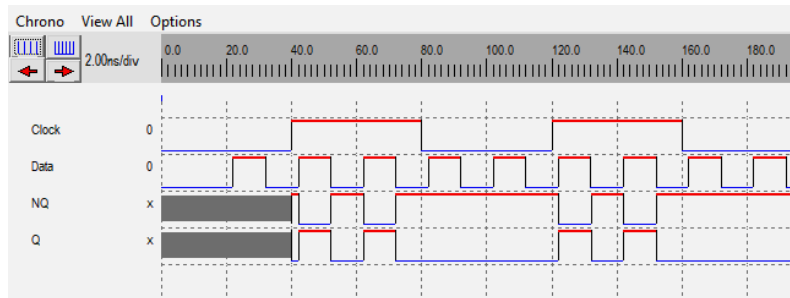 Chrono View All Options
2.00ns/div 0.0 20.0 40.0 60.0 80.0 100.0 120.0 140.0 160.0 180.0
Clock 0
Data 0
NQ x
Q x